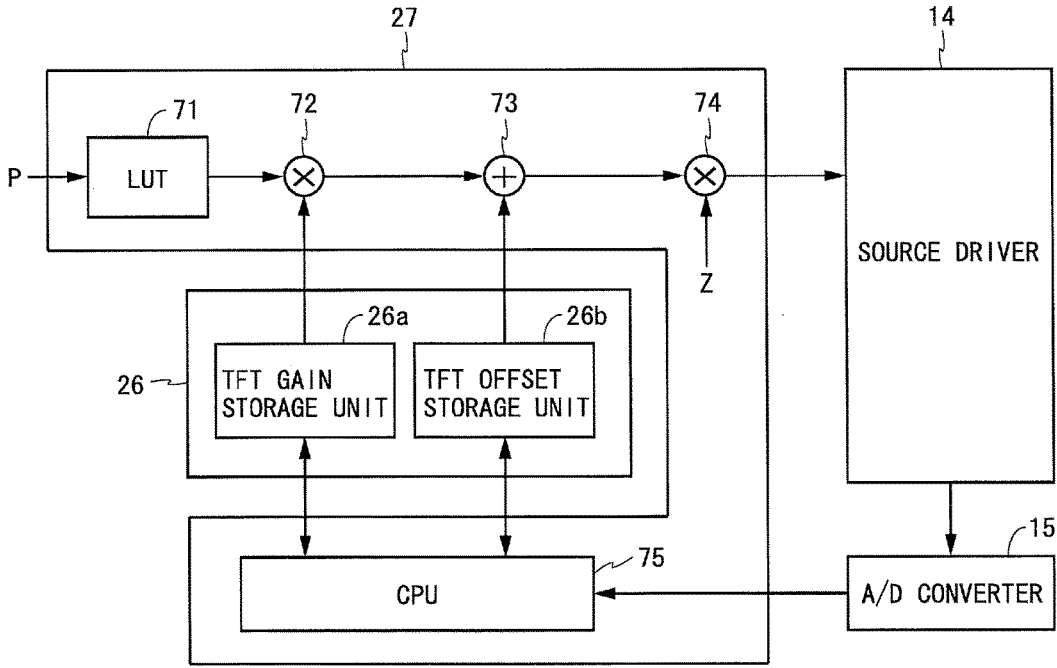 27
14
71
72
73
74
P
LUT
×
+
×
SOURCE DRIVER
Z
26a
26b
26
TFT GAIN
STORAGE UNIT
TFT OFFSET
STORAGE UNIT
75
15
CPU
A/D CONVERTER